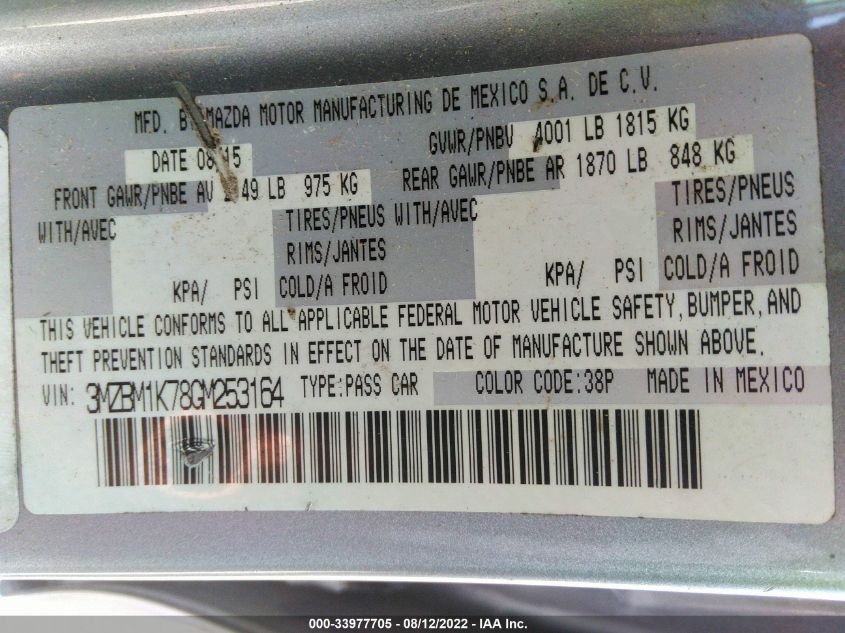 MFD. BY MAZDA MOTOR MANUFACTURING DE MEXICO S.A. DE C.V.
DATE 08 15 GVWR/PNBV 4001 LB 1815 KG
FRONT GAWR/PNBE AV 49 LB 975 KG REAR GAWR/PNBE AR 1870 LB 848 KG
WITH/AVEC TIRES/PNEUS WITH/AVEC TIRES/PNEUS
RIMS/JANTES RIMS/JANTES
KPA/ PSI COLD/A FROID KPA/ PSI COLD/A FROID
THIS VEHICLE CONFORMS TO ALL APPLICABLE FEDERAL MOTOR VEHICLE SAFETY, BUMPER, AND
THEFT PREVENTION STANDARDS IN EFFECT ON THE DATE OF MANUFACTURE SHOWN ABOVE.
VIN: 3MZBM1K78GM253164 TYPE:PASS CAR COLOR CODE:38P MADE IN MEXICO
000-33977705 - 08/12/2022 - IAA Inc.